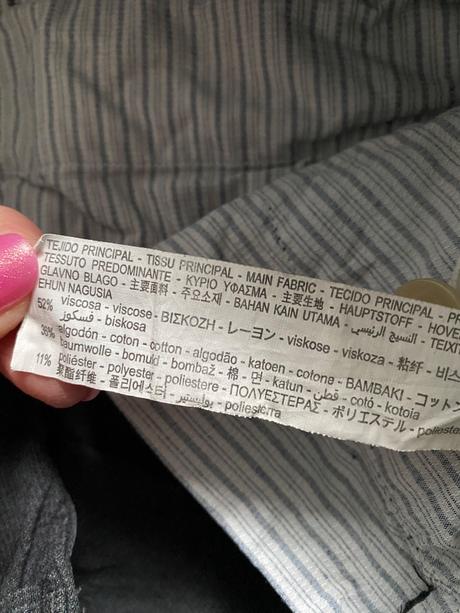 TEJIDO PRINCIPAL - TISSU PRINCIPAL - MAIN FABRIC - TECIDO PRINCIPAL - PR
TESSUTO PREDOMINANTE - ΚΥΡΙΟ ΥΦΑΣΜΑ - 主要生地 - HAUPTSTOFF - HOVE
GLAVNO BLAGO - 主要面料 - 주요소재 - BAHAN KAIN UTAMA - النسيج الرئيسي - TEIXIT
EHUN NAGUSIA
52% viscosa - viscose - ΒΙΣΚΟΖΗ - レーヨン - viskose - viskoza - 粘纤 - 비스
فسكوز - biskosa
36% algodón - coton - cotton - algodão - katoen - cotone - ΒΑΜΒΑΚΙ - コットン
baumwolle - bomuld - bombaž - 棉 - 면 - katun - قطن - cotó - kotoia
11% poliéster - polyester - poliestere - ΠΟΛΥΕΣΤΕΡΑΣ - ポリエステル - polieste
聚酯纤维 - 폴리에스터 - بوليستير -